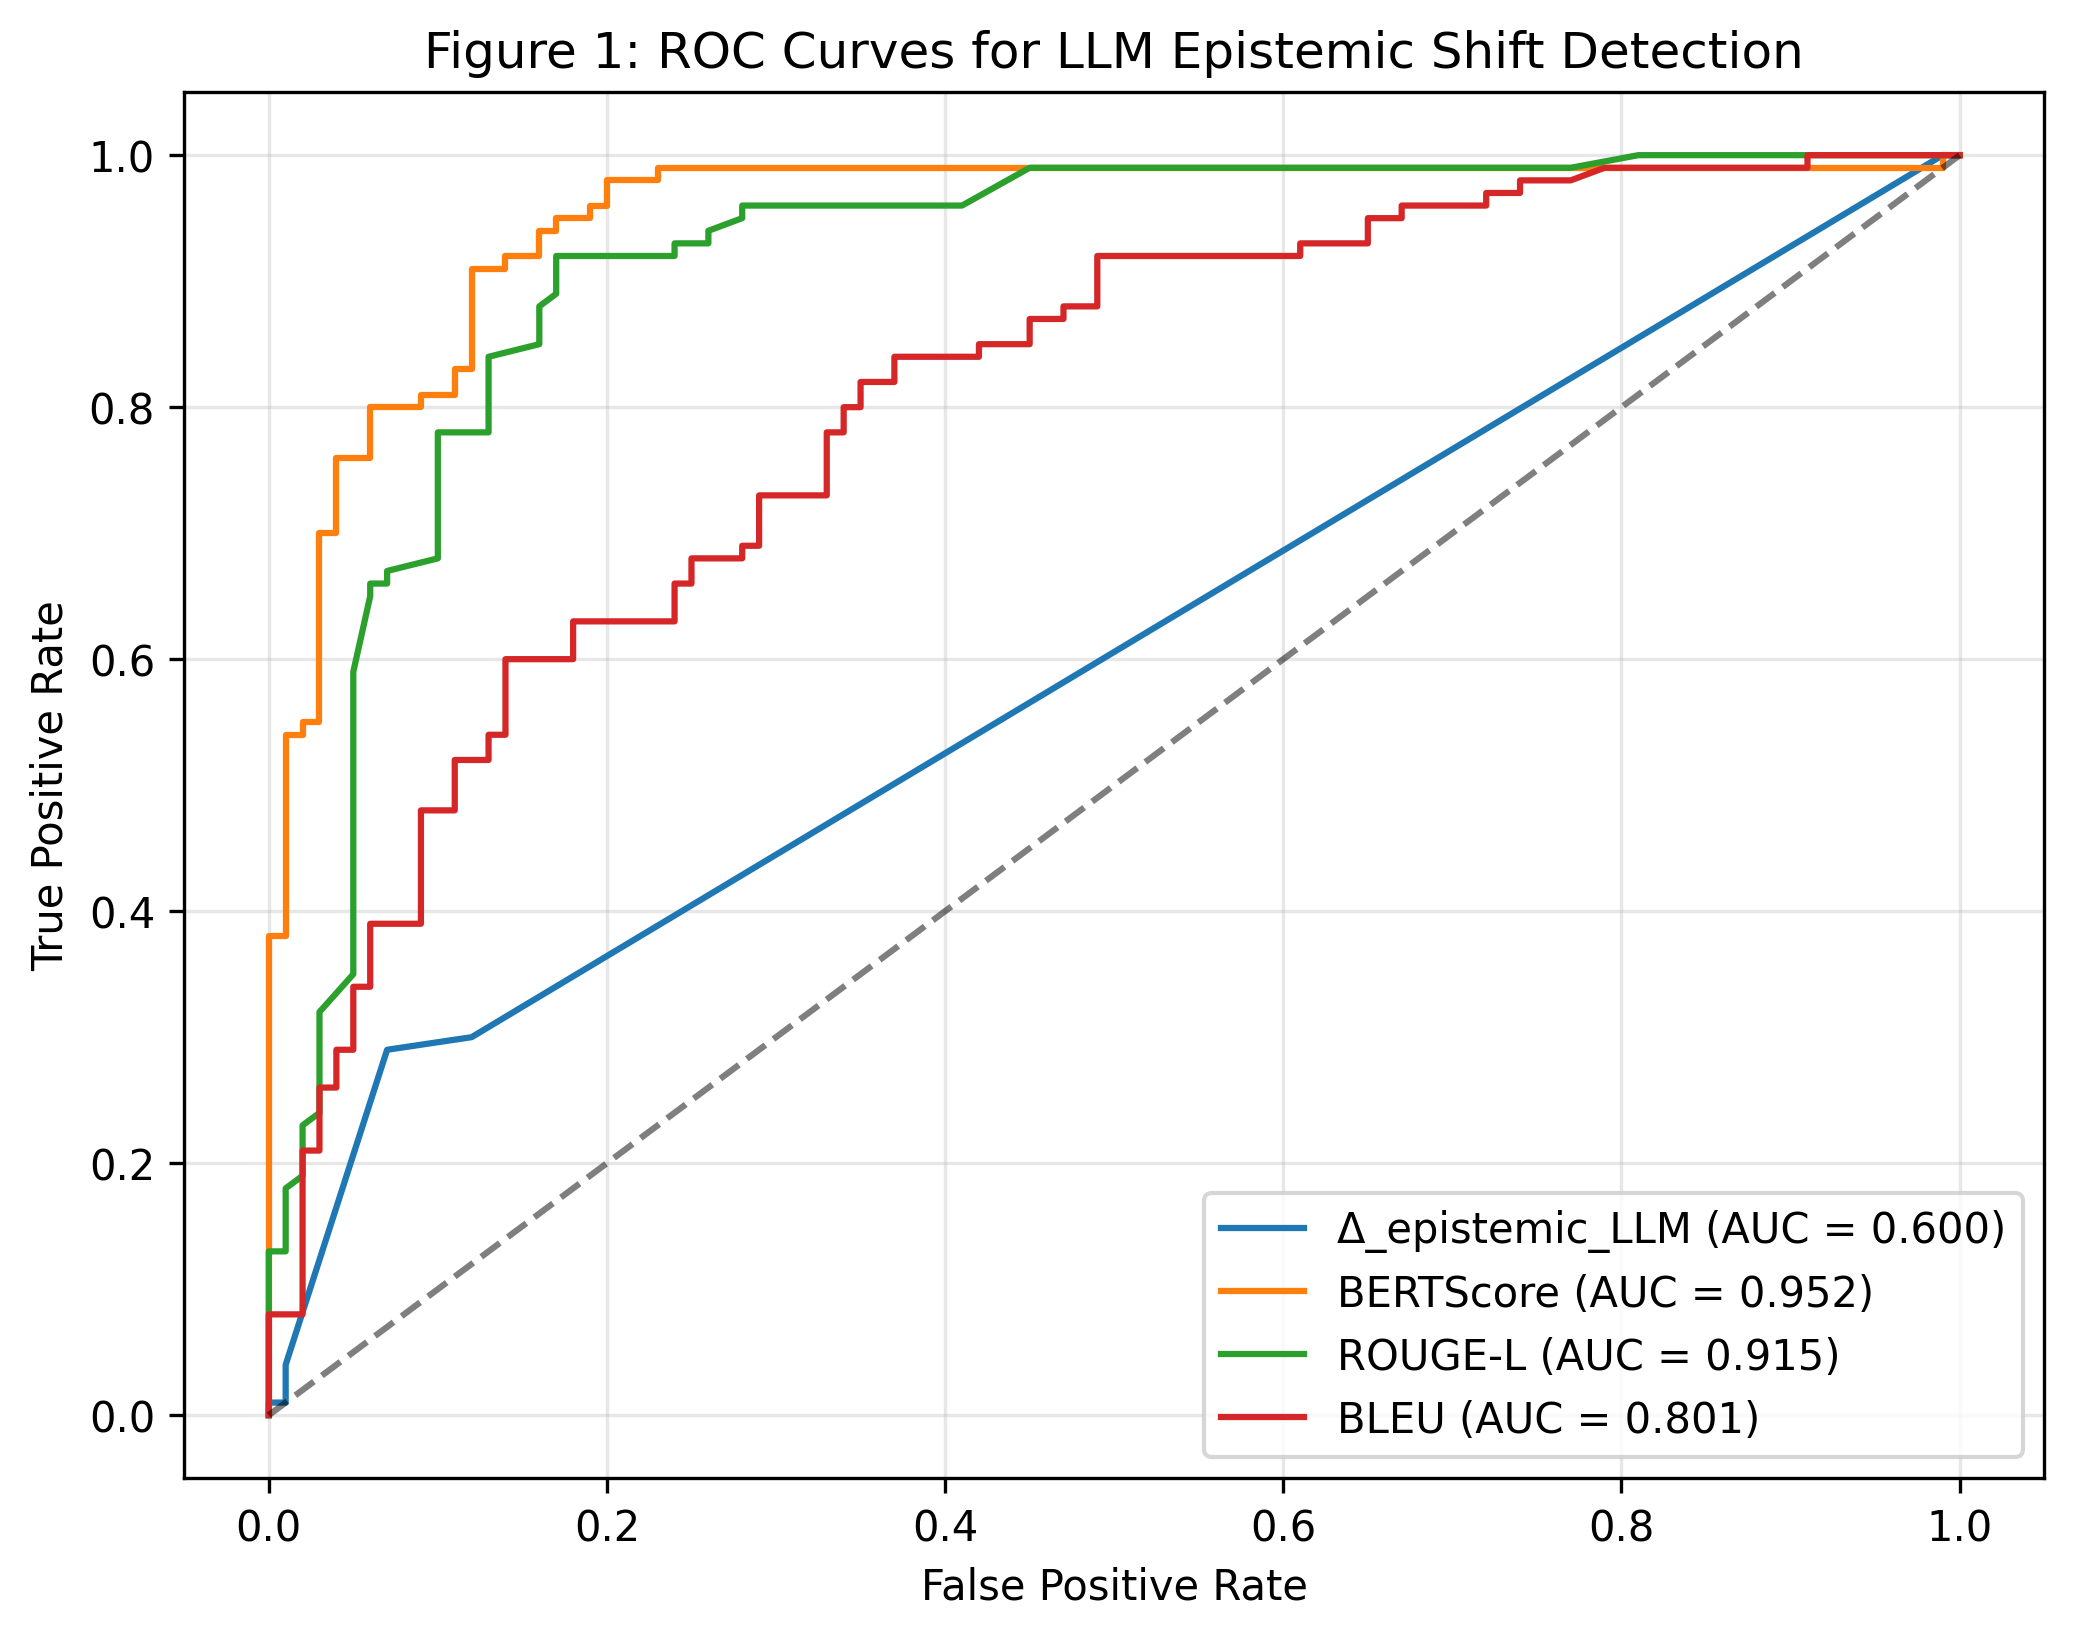 Figure 1: ROC Curves for LLM Epistemic Shift Detection
True Positive Rate
1.0
0.8
0.6
0.4
0.2
0.0
Δ_epistemic_LLM (AUC = 0.600)
BERTScore (AUC = 0.952)
ROUGE-L (AUC = 0.915)
BLEU (AUC = 0.801)
0.0 0.2 0.4 0.6 0.8 1.0
False Positive Rate